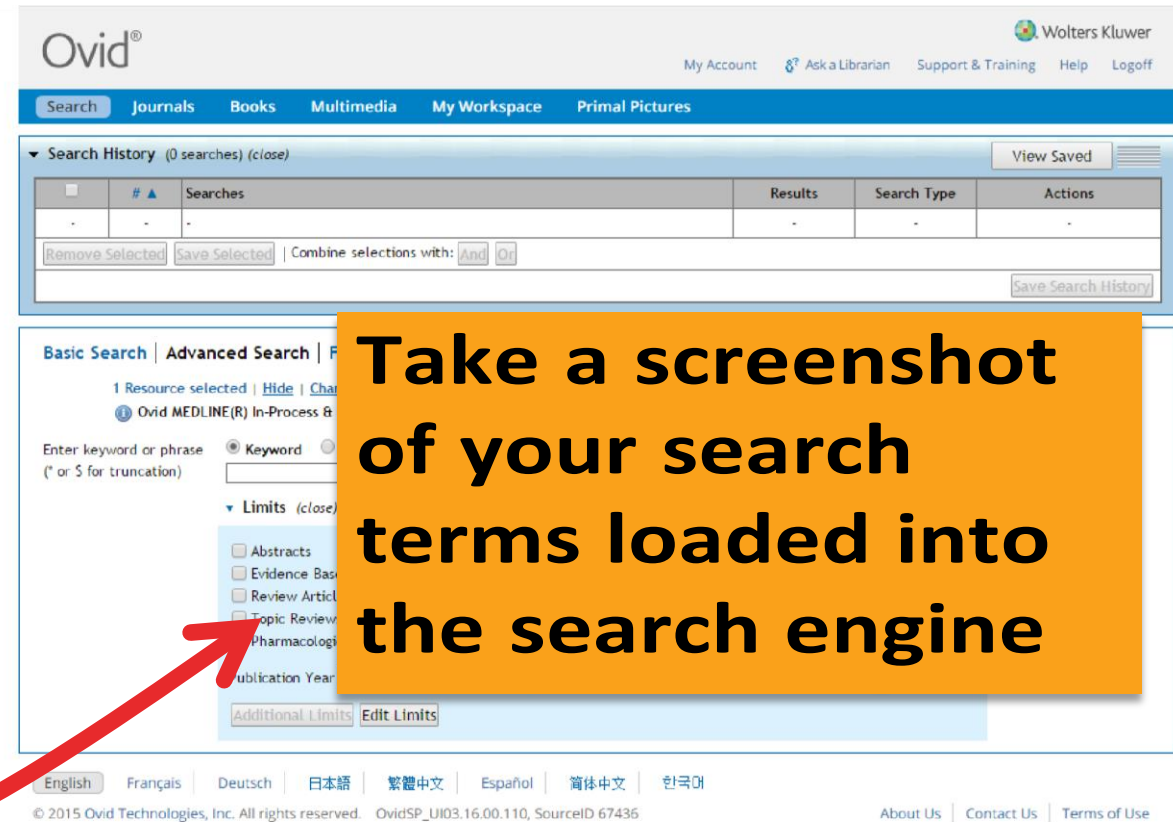 Ovid®
Wolters Kluwer
My Account Ask a Librarian Support & Training Help Logoff
Search Journals Books Multimedia My Workspace Primal Pictures
Search History (0 searches) (close) View Saved
# ▲ Searches Results Search Type Actions
- - - - - -
Remove Selected Save Selected | Combine selections with: And Or
Save Search History
Basic Search | Advanced Search |
1 Resource selected | Hide |
Ovid MEDLINE(R) In-Process &
Enter keyword or phrase Keyword
(* or $ for truncation)
Limits (close)
Abstracts
Evidence
Review
Topic
Publication Year
Additional Limits Edit Limits
Take a screenshot
of your search
terms loaded into
the search engine
English Français Deutsch 日本語 繁體中文 Español 简体中文 한국어
© 2015 Ovid Technologies, Inc. All rights reserved. OvidSP_UI03.16.00.110, SourceID 67436 About Us Contact Us Terms of Use